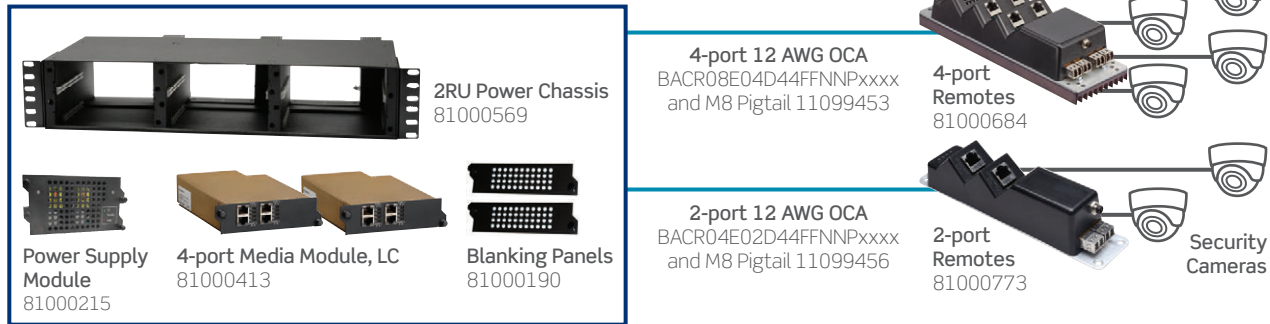 2RU Power Chassis
81000569
Power Supply
Module
81000215
4-port Media Module, LC
81000413
Blanking Panels
81000190
4-port 12 AWG OCA
BACR08E04D44FFNNPxxxx
and M8 Pigtail 11099453
4-port
Remotes
81000684
2-port 12 AWG OCA
BACR04E02D44FFNNPxxxx
and M8 Pigtail 11099456
2-port
Remotes
81000773
Security
Cameras